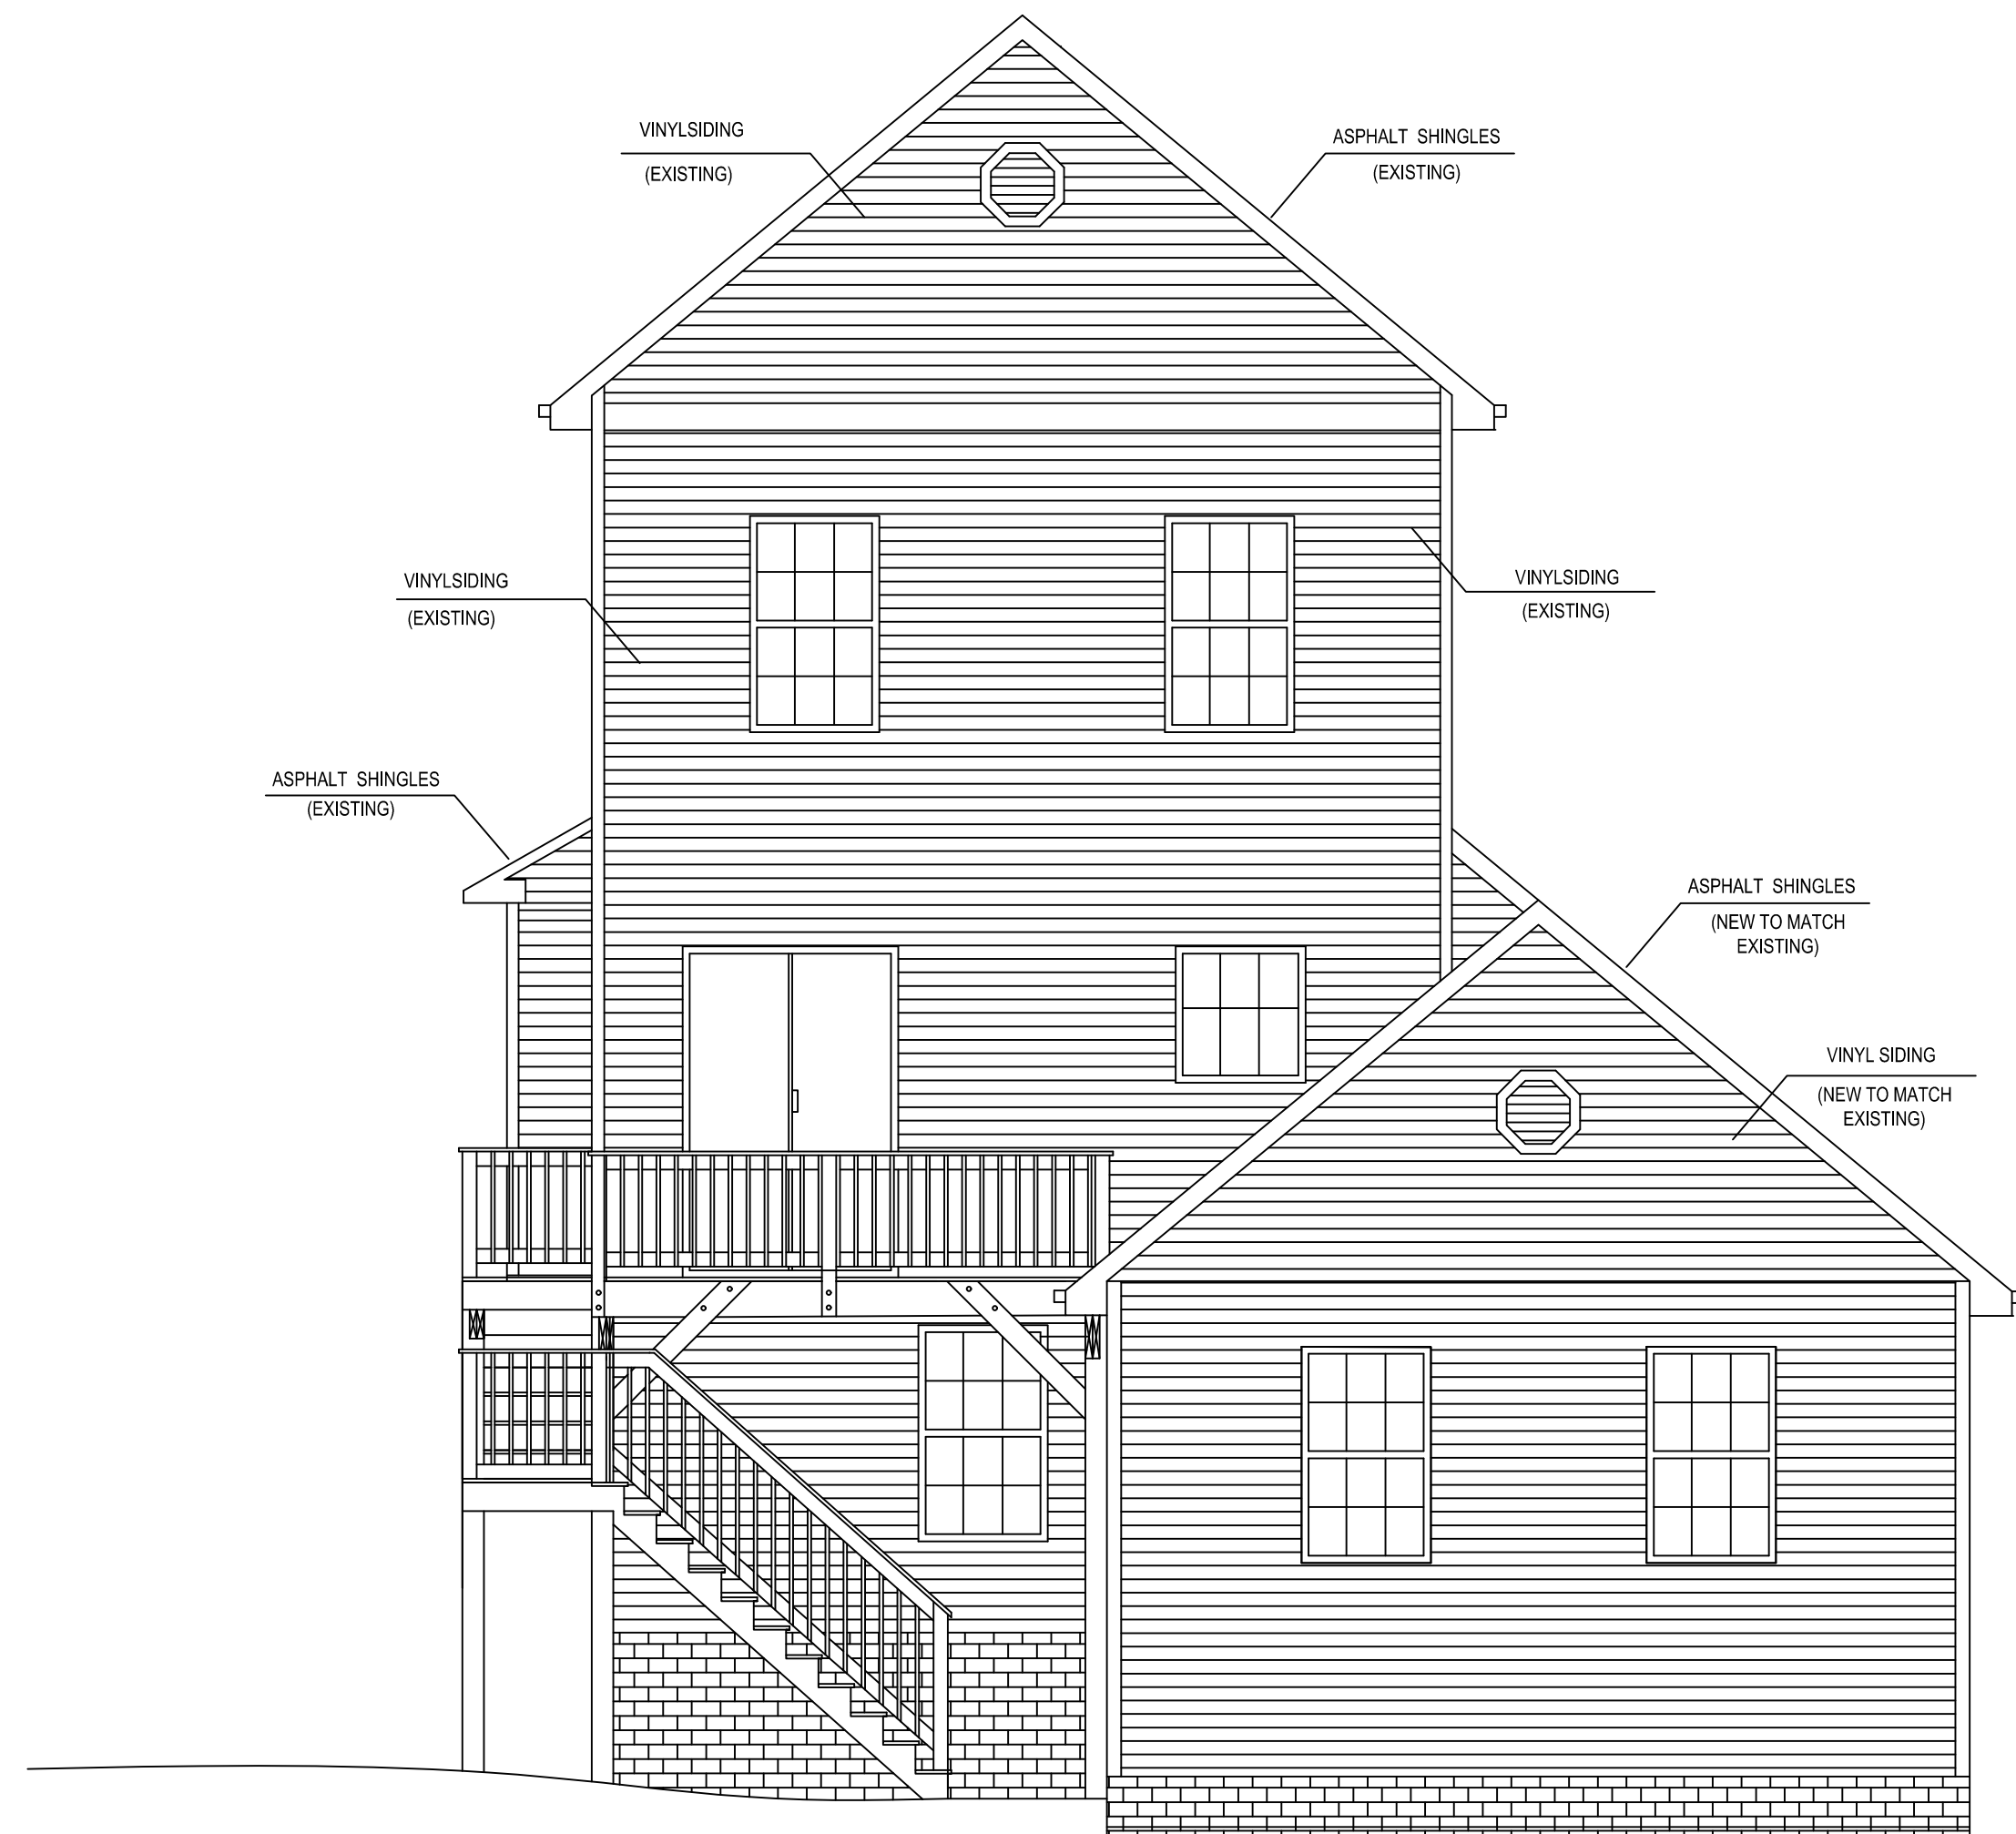 VINYLSIDING
(EXISTING)
ASPHALT SHINGLES
(EXISTING)
VINYLSIDING
(EXISTING)
VINYLSIDING
(EXISTING)
ASPHALT SHINGLES
(EXISTING)
ASPHALT SHINGLES
(NEW TO MATCH
EXISTING)
VINYL SIDING
(NEW TO MATCH
EXISTING)